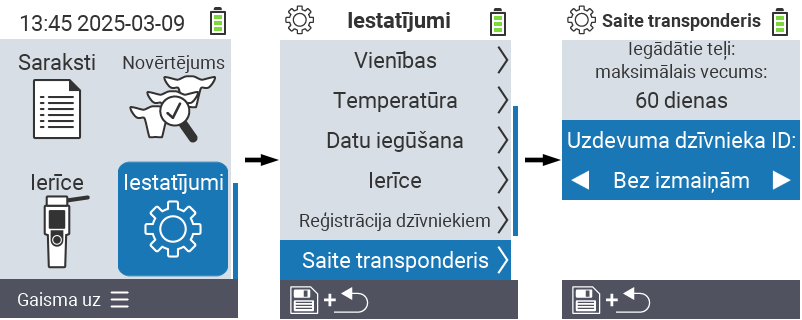 13:45 2025-03-09
Saraksti
Novērtējums
Ierīce
Iestatījumi
Gaisma uz
Iestatījumi
Vienības
Temperatūra
Datu iegūšana
Ierīce
Reģistrācija dzīvniekiem
Saite transponderis
+
Saite transponderis
Iegādātie teļi:
maksimālais vecums:
60 dienas
Uzdevuma dzīvnieka ID:
Bez izmaiņām
+